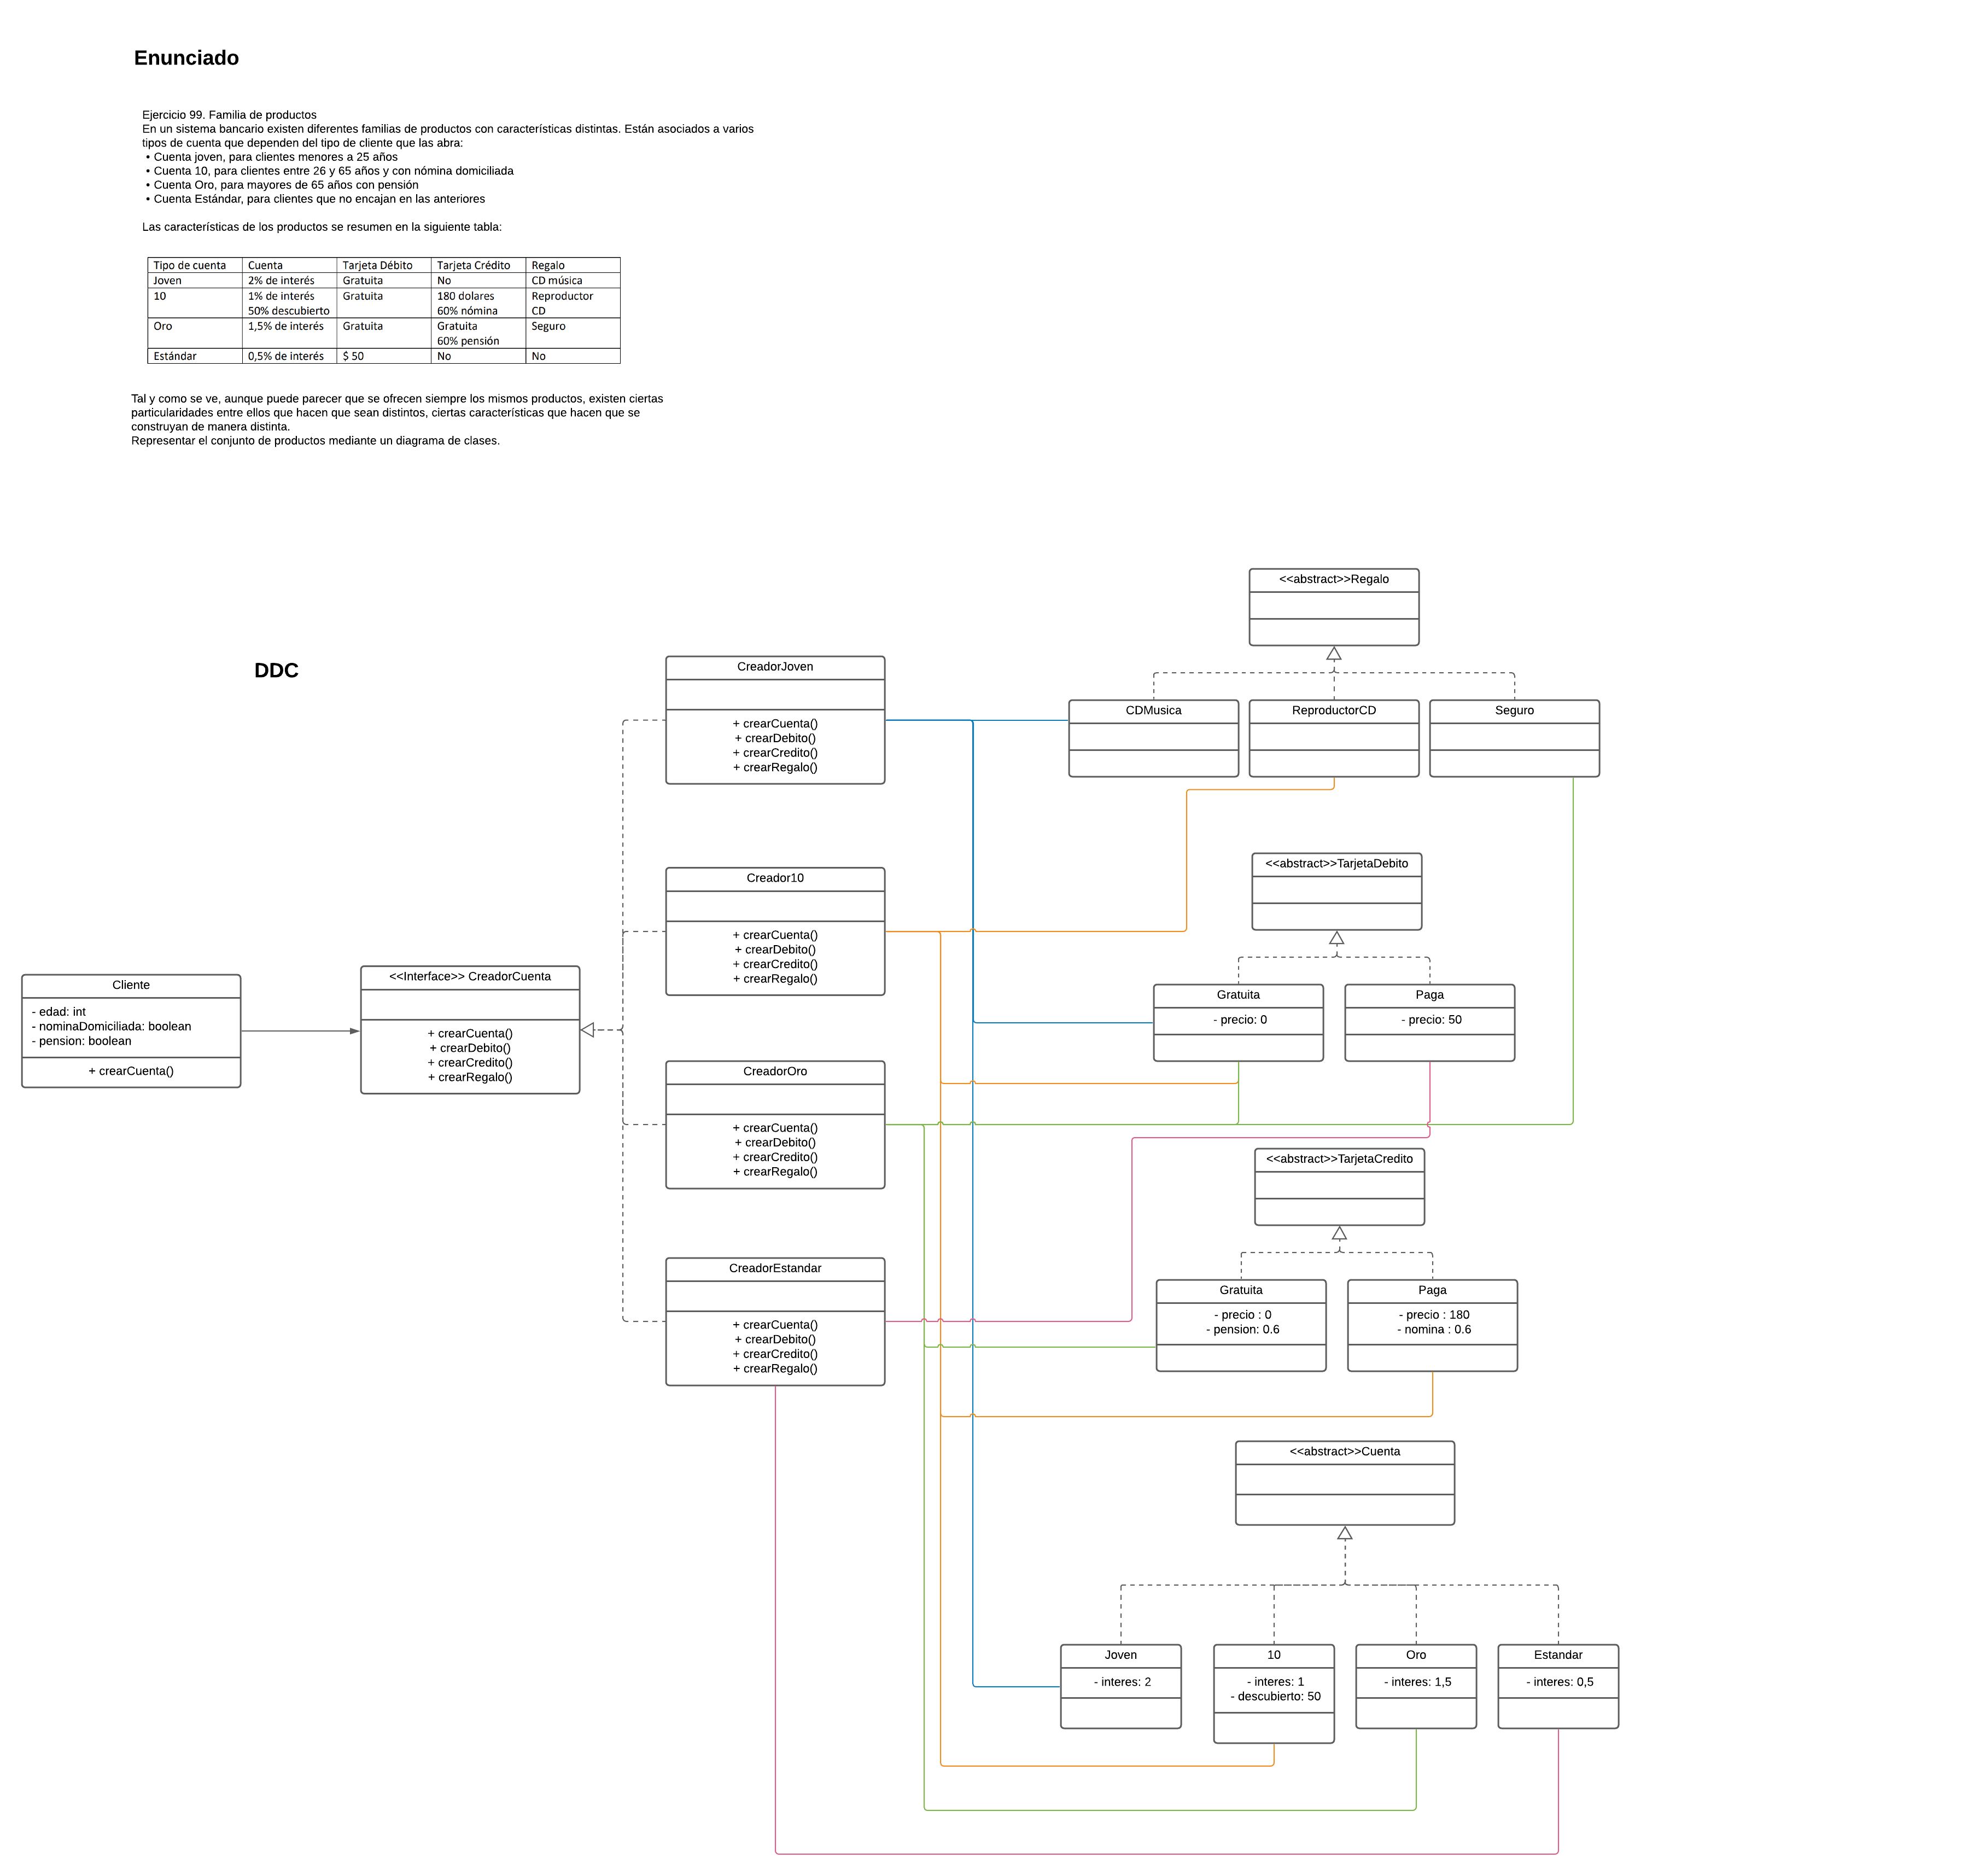 Enunciado
Ejercicio 99. Familia de productos
En un sistema bancario existen diferentes familias de productos con características distintas. Están asociados a varios
tipos de cuenta que dependen del tipo de cliente que las abra:
• Cuenta joven, para clientes menores a 25 años
• Cuenta 10, para clientes entre 26 y 65 años y con nómina domiciliada
• Cuenta Oro, para mayores de 65 años con pensión
• Cuenta Estándar, para clientes que no encajan en las anteriores
Las características de los productos se resumen en la siguiente tabla:
Tipo de cuenta Cuenta Tarjeta Débito Tarjeta Crédito Regalo
Joven 2% de interés Gratuita No CD música
10 1% de interés Gratuita 180 dolares Reproductor
50% descubierto 60% nómina CD
Oro 1,5% de interés Gratuita Gratuita Seguro
60% pensión
Estándar 0,5% de interés $ 50 No No
Tal y como se ve, aunque puede parecer que se ofrecen siempre los mismos productos, existen ciertas
particularidades entre ellos que hacen que sean distintos, ciertas características que hacen que se
construyan de manera distinta.
Representar el conjunto de productos mediante un diagrama de clases.
DDC
Cliente
- edad: int
- nominaDomiciliada: boolean
- pension: boolean
+ crearCuenta()
<<Interface>> CreadorCuenta
+ crearCuenta()
+ crearDebito()
+ crearCredito()
+ crearRegalo()
CreadorJoven
+ crearCuenta()
+ crearDebito()
+ crearCredito()
+ crearRegalo()
Creador10
+ crearCuenta()
+ crearDebito()
+ crearCredito()
+ crearRegalo()
CreadorOro
+ crearCuenta()
+ crearDebito()
+ crearCredito()
+ crearRegalo()
CreadorEstandar
+ crearCuenta()
+ crearDebito()
+ crearCredito()
+ crearRegalo()
<<abstract>>Regalo
CDMusica
ReproductorCD
Seguro
<<abstract>>TarjetaDebito
Gratuita
- precio: 0
Paga
- precio: 50
<<abstract>>TarjetaCredito
Gratuita
- precio : 0
- pension: 0.6
Paga
- precio : 180
- nomina : 0.6
<<abstract>>Cuenta
Joven
- interes: 2
10
- interes: 1
- descubierto: 50
Oro
- interes: 1,5
Estandar
- interes: 0,5